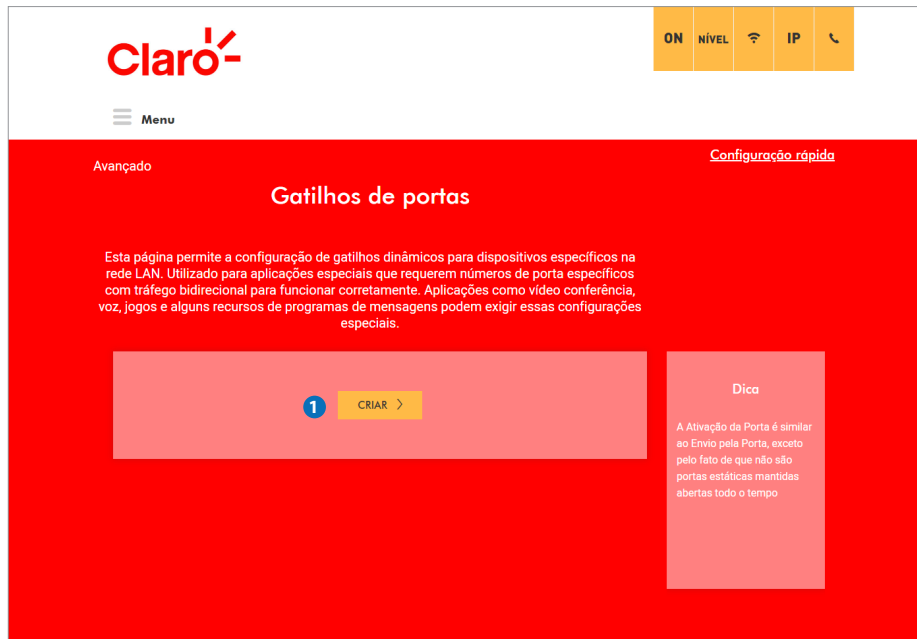 Claro
ON NÍVEL IP
Menu
Configuração rápida
Avançado
Gatilhos de portas
Esta página permite a configuração de gatilhos dinâmicos para dispositivos específicos na
rede LAN. Utilizado para aplicações especiais que requerem números de porta específicos
com tráfego bidirecional para funcionar corretamente. Aplicações como vídeo conferência,
voz, jogos e alguns recursos de programas de mensagens podem exigir essas configurações
especiais.
1 CRIAR
Dica
A Ativação da Porta é similar
ao Envio pela Porta, exceto
pelo fato de que não são
portas estáticas mantidas
abertas todo o tempo